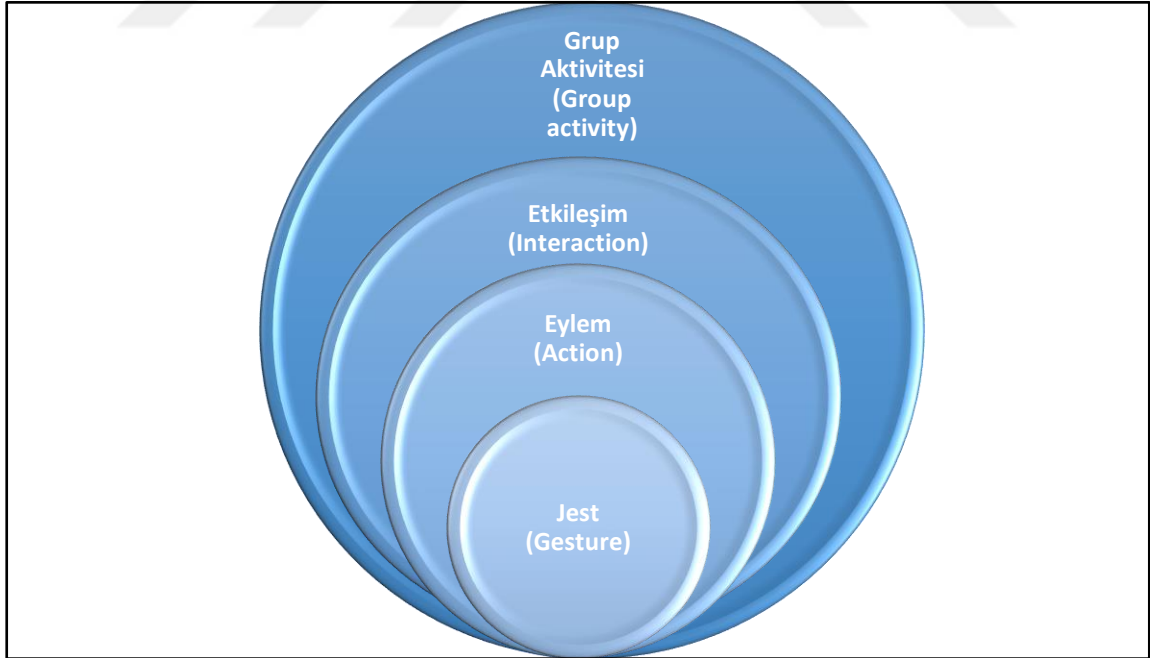 Grup
Aktivitesi
(Group
activity)
Etkileşim
(Interaction)
Eylem
(Action)
Jest
(Gesture)